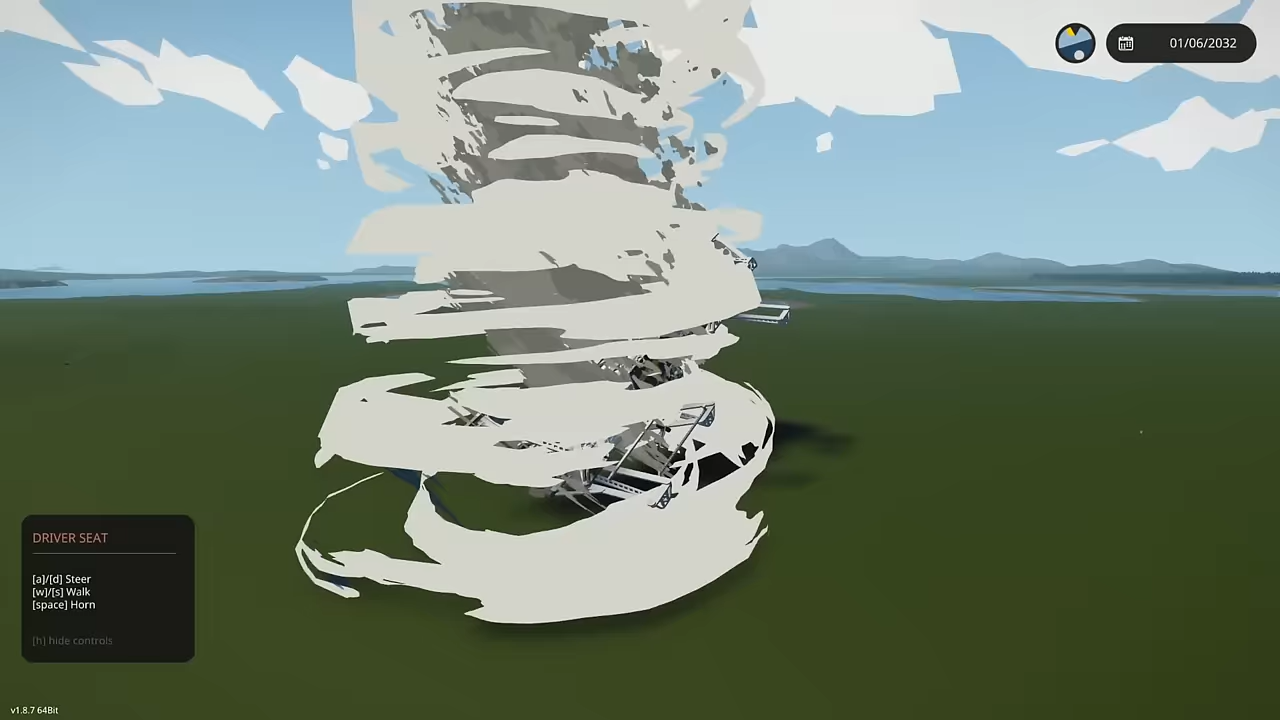 01/06/2032
DRIVER SEAT
[a]/[d] Steer
[w]/[s] Walk
[space] Horn
[h] hide controls
v1.8.7 64Bit